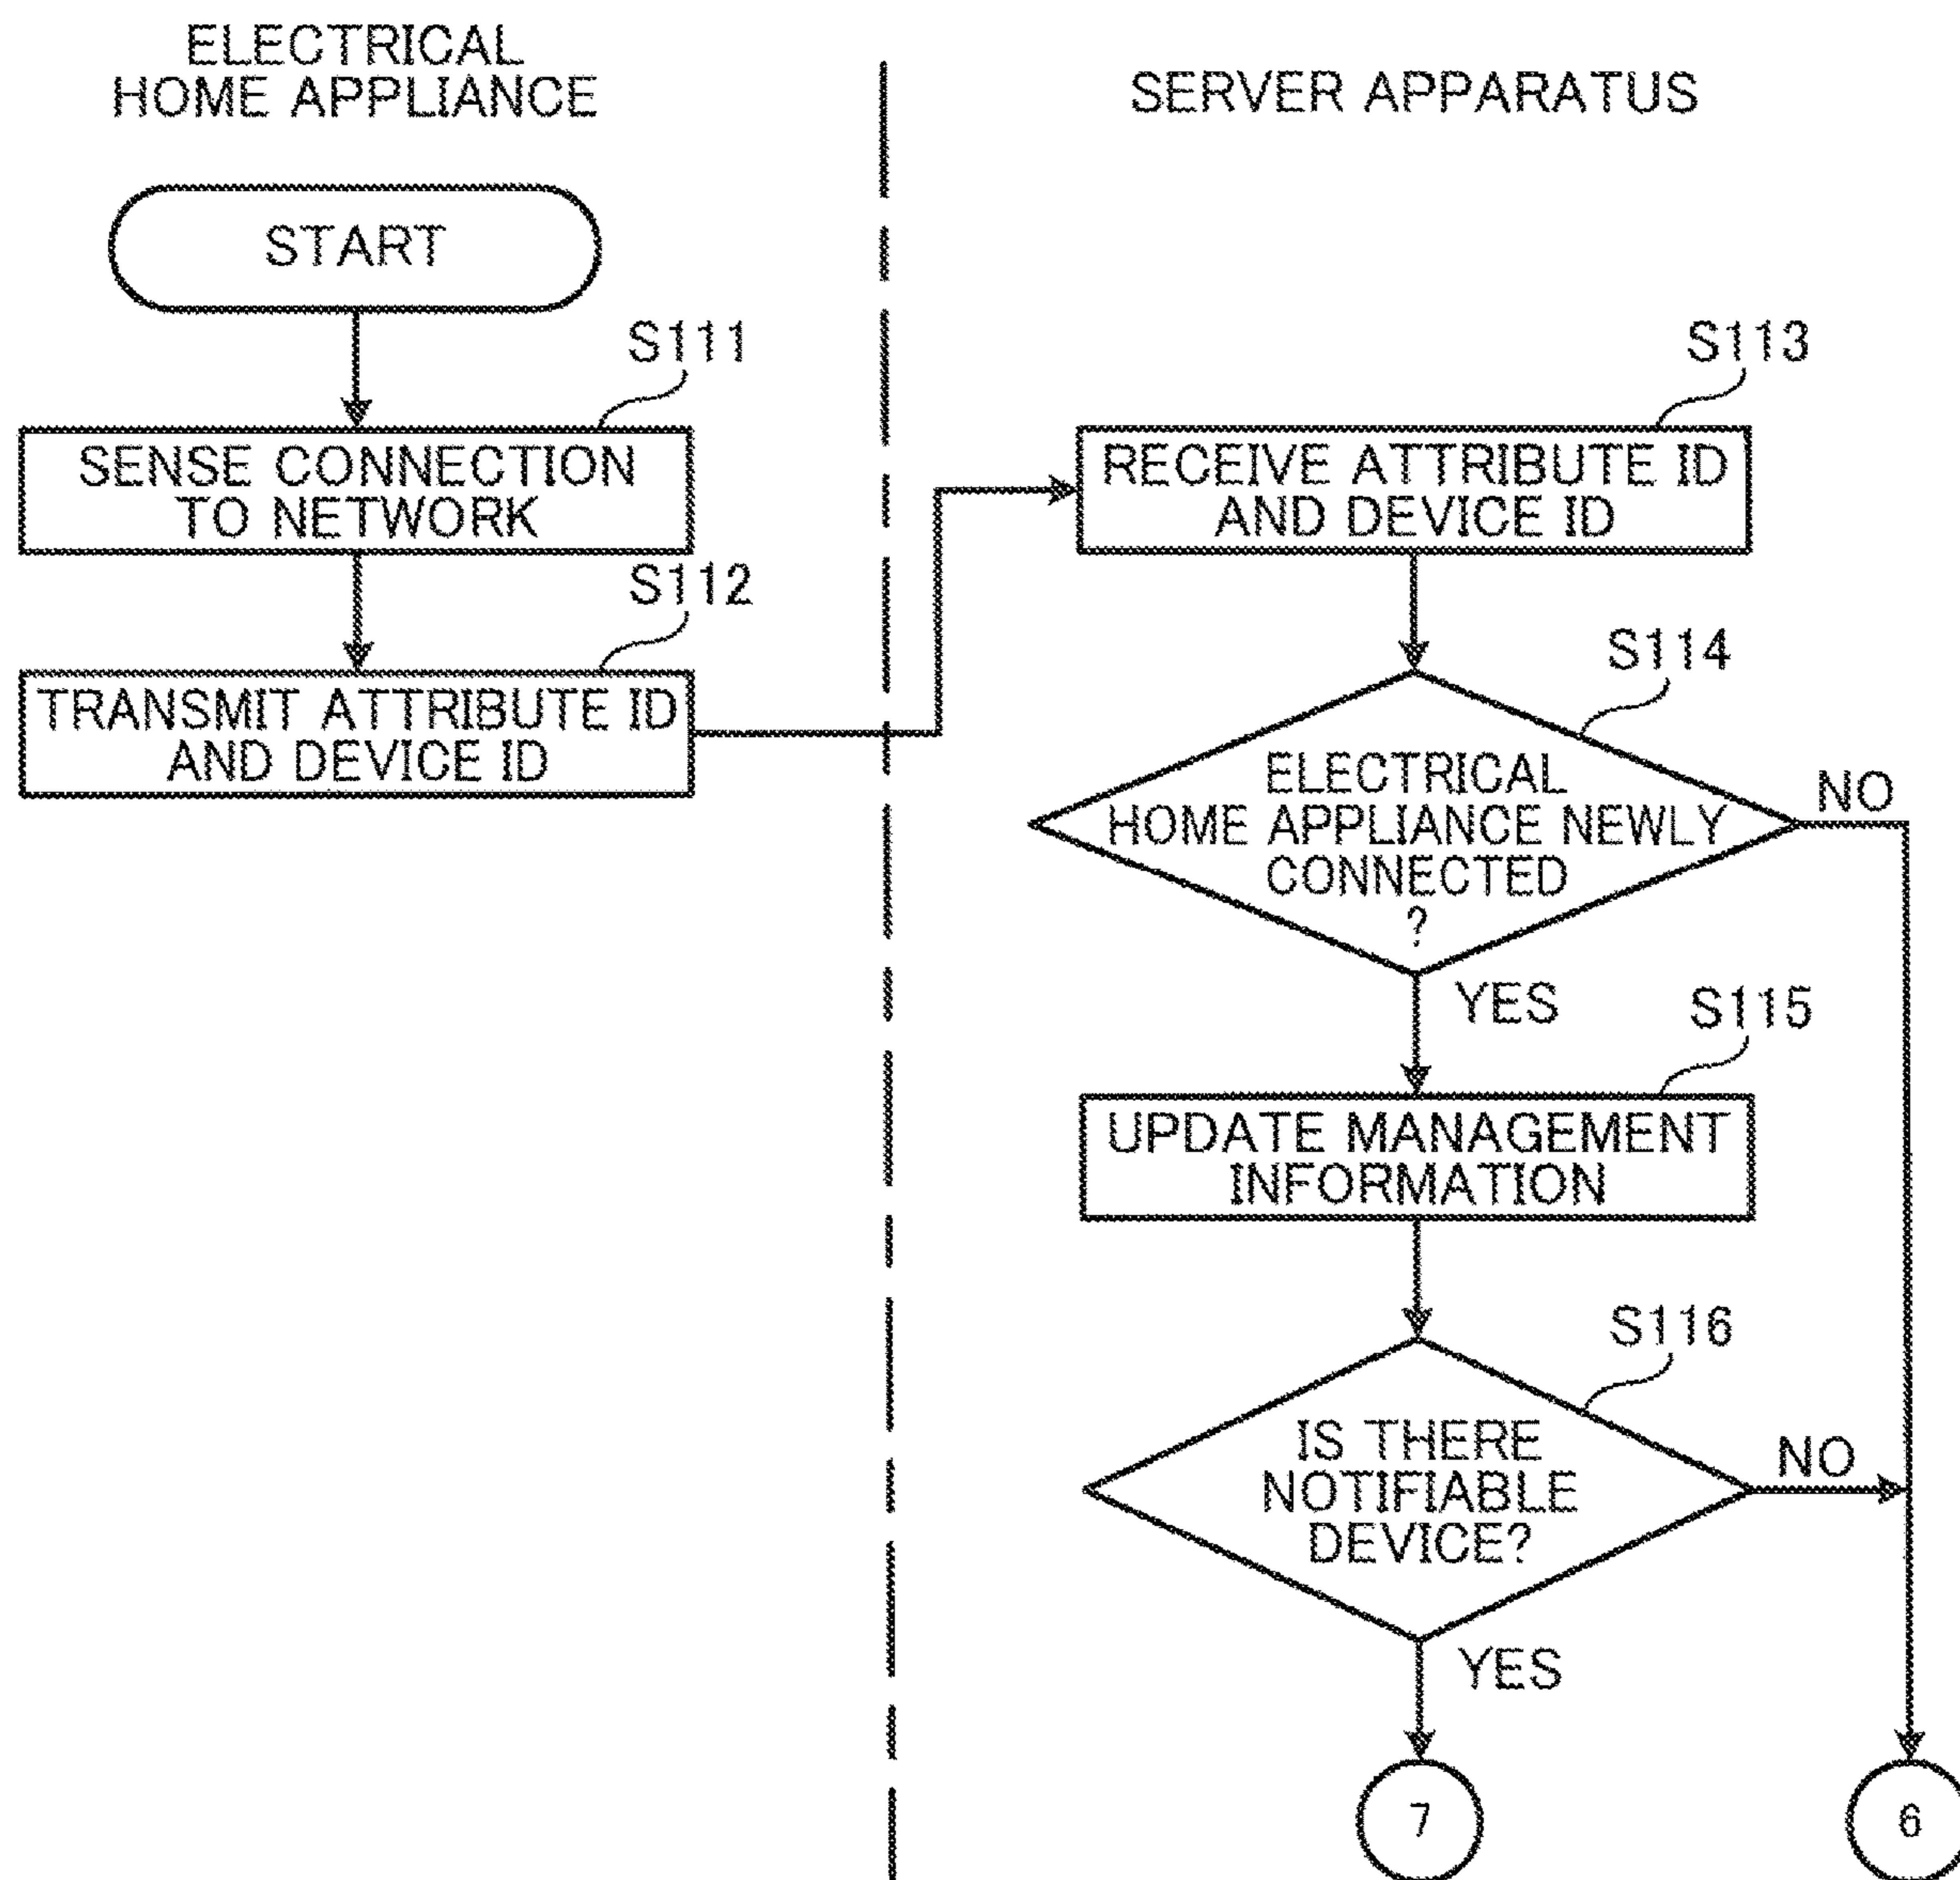 ELECTRICAL
HOME APPLIANCE
START
S111
SENSE CONNECTION
TO NETWORK
S112
TRANSMIT ATTRIBUTE ID
AND DEVICE ID
SERVER APPARATUS
S113
RECEIVE ATTRIBUTE ID
AND DEVICE ID
S114
ELECTRICAL
HOME APPLIANCE NEWLY
CONNECTED
?
NO
YES
S115
UPDATE MANAGEMENT
INFORMATION
S116
IS THERE
NOTIFIABLE
DEVICE?
NO
YES
7
6